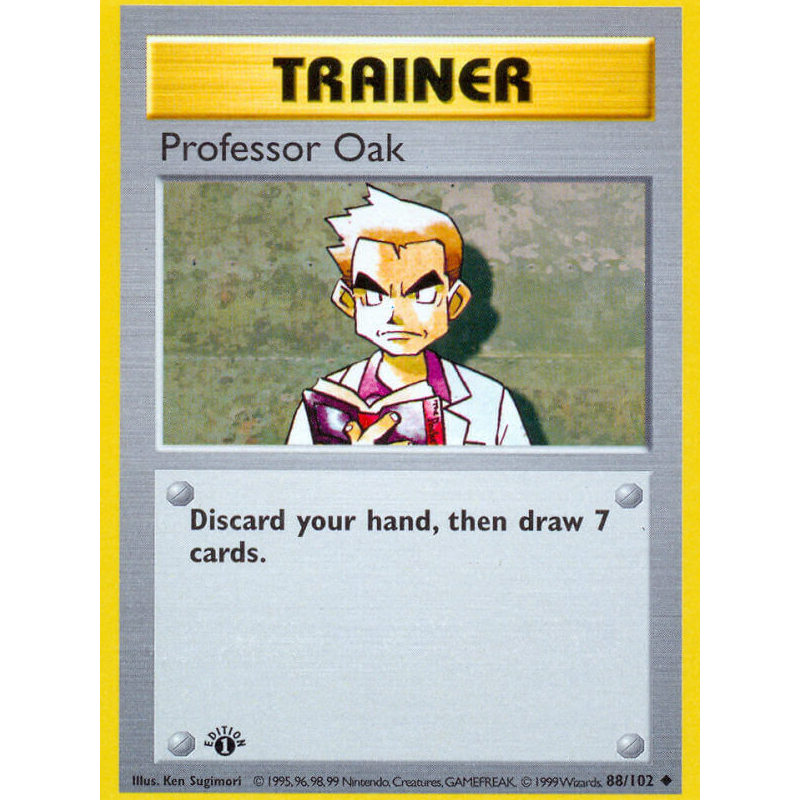 TRAINER
Professor Oak
Discard your hand, then draw 7
cards.
EDITION
1
Illus. Ken Sugimori © 1995, 96, 98, 99 Nintendo, Creatures, GAMEFREAK. © 1999 Wizards. 88/102